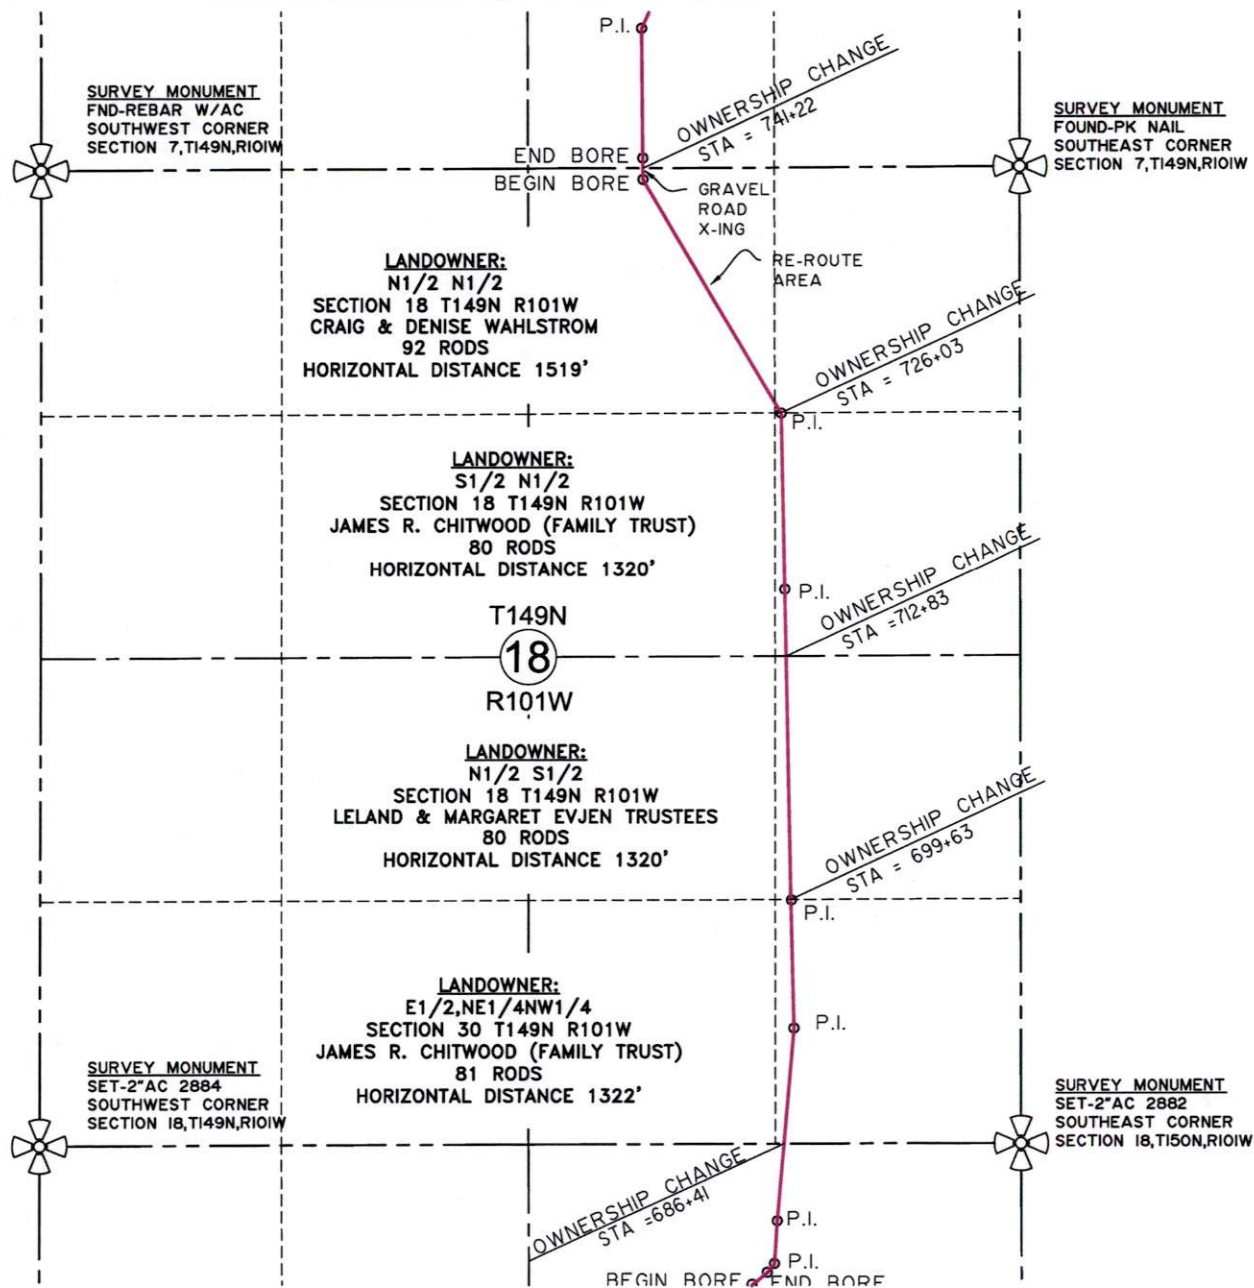 P.I.
OWNERSHIP CHANGE
STA = 741+22
SURVEY MONUMENT
FND-REBAR W/AC
SOUTHWEST CORNER
SECTION 7,T149N,R101W
SURVEY MONUMENT
FOUND-PK NAIL
SOUTHEAST CORNER
SECTION 7,T149N,R101W
END BORE
BEGIN BORE
GRAVEL
ROAD
X-ING
RE-ROUTE
AREA
LANDOWNER:
N1/2 N1/2
SECTION 18 T149N R101W
CRAIG & DENISE WAHLSTROM
92 RODS
HORIZONTAL DISTANCE 1519'
OWNERSHIP CHANGE
STA = 726+03
P.I.
LANDOWNER:
S1/2 N1/2
SECTION 18 T149N R101W
JAMES R. CHITWOOD (FAMILY TRUST)
80 RODS
HORIZONTAL DISTANCE 1320'
P.I.
OWNERSHIP CHANGE
STA =712+83
T149N
18
R101W
LANDOWNER:
N1/2 S1/2
SECTION 18 T149N R101W
LELAND & MARGARET EVJEN TRUSTEES
80 RODS
HORIZONTAL DISTANCE 1320'
OWNERSHIP CHANGE
STA = 699+63
P.I.
LANDOWNER:
E1/2,NE1/4NW1/4
SECTION 30 T149N R101W
JAMES R. CHITWOOD (FAMILY TRUST)
81 RODS
HORIZONTAL DISTANCE 1322'
P.I.
SURVEY MONUMENT
SET-2"AC 2884
SOUTHWEST CORNER
SECTION 18,T149N,R101W
SURVEY MONUMENT
SET-2"AC 2882
SOUTHEAST CORNER
SECTION 18,T150N,R101W
OWNERSHIP CHANGE
STA =686+41
P.I.
P.I.
BEGIN BORE
END BORE